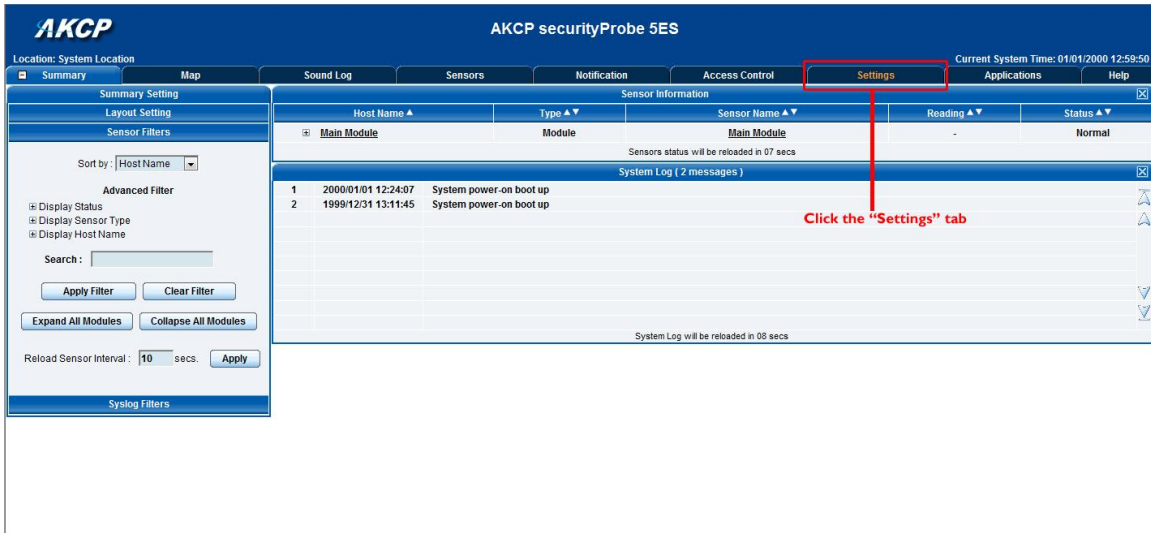 AKCP
AKCP securityProbe 5ES
Location: System Location
Current System Time: 01/01/2000 12:59:50
Summary Map Sound Log Sensors Notification Access Control Settings Applications Help
Summary Setting
Layout Setting
Sensor Filters
Sort by : Host Name
Advanced Filter
Display Status
Display Sensor Type
Display Host Name
Search :
Apply Filter Clear Filter
Expand All Modules Collapse All Modules
Reload Sensor Interval : 10 secs. Apply
Syslog Filters
Sensor Information
Host Name ▲ Type ▲▼ Sensor Name ▲▼ Reading ▲▼ Status ▲▼
Main Module Module Main Module - Normal
Sensors status will be reloaded in 07 secs
System Log ( 2 messages )
1 2000/01/01 12:24:07 System power-on boot up
2 1999/12/31 13:11:45 System power-on boot up
Click the “Settings” tab
System Log will be reloaded in 08 secs